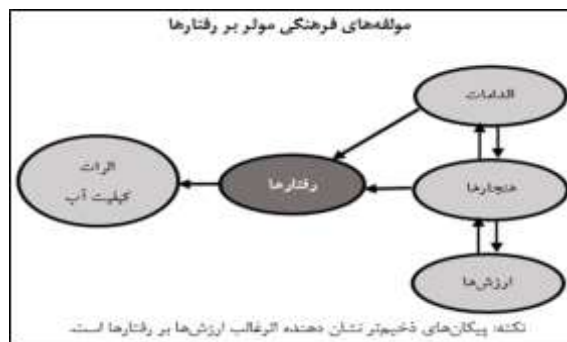 مولفه‌های فرهنگی موثر بر رفتارها
اقدامات
هنجارها
ارزش‌ها
رفتارها
اثرات
کیفیت آب
نکته: پیکان‌های ذخیم‌تر نشان دهنده اثرغالب ارزش‌ها بر رفتارها است.